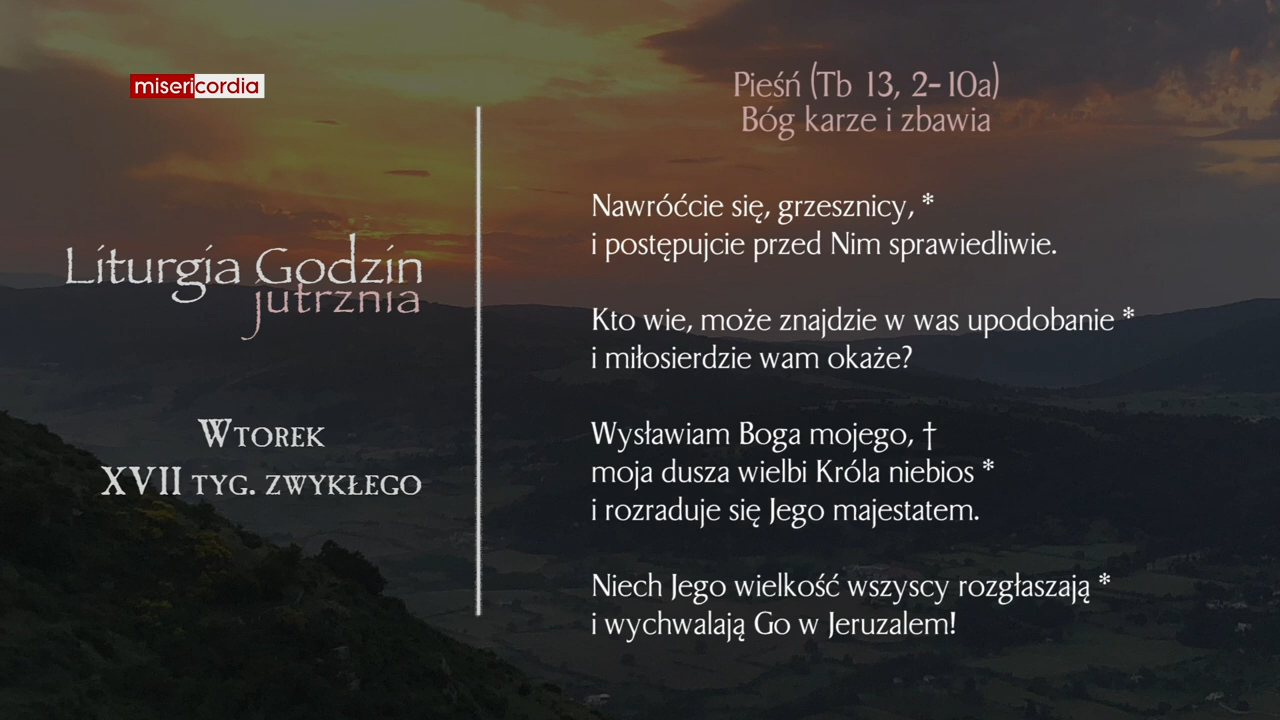 misericordia
Liturgia Godzin
jutrznia
Wtorek
XVII tyg. zwykłego
Pieśń (Tb 13, 2-10a)
Bóg karze i zbawia
Nawróćcie się, grzesznicy, *
i postępujcie przed Nim sprawiedliwie.
Kto wie, może znajdzie w was upodobanie *
i miłosierdzie wam okaże?
Wysławiam Boga mojego, †
moja dusza wielbi Króla niebios *
i rozraduje się Jego majestatem.
Niech Jego wielkość wszyscy rozgłaszają *
i wychwalają Go w Jeruzalem!